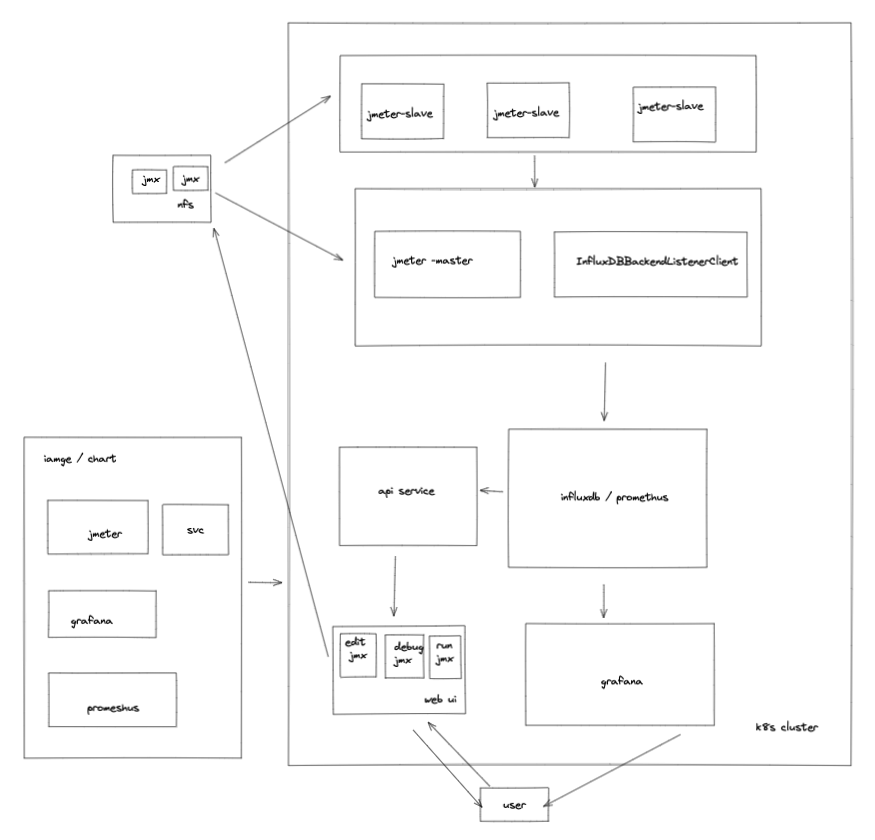 jmeter-slave
jmeter-slave
jmeter-slave
jmx
jmx
nfs
jmeter -master
InfluxDBBackendListenerClient
iamge / chart
jmeter
svc
grafana
promeshus
api service
influxdb / promethus
edit
jmx
debug
jmx
run
jmx
web ui
grafana
k8s cluster
user